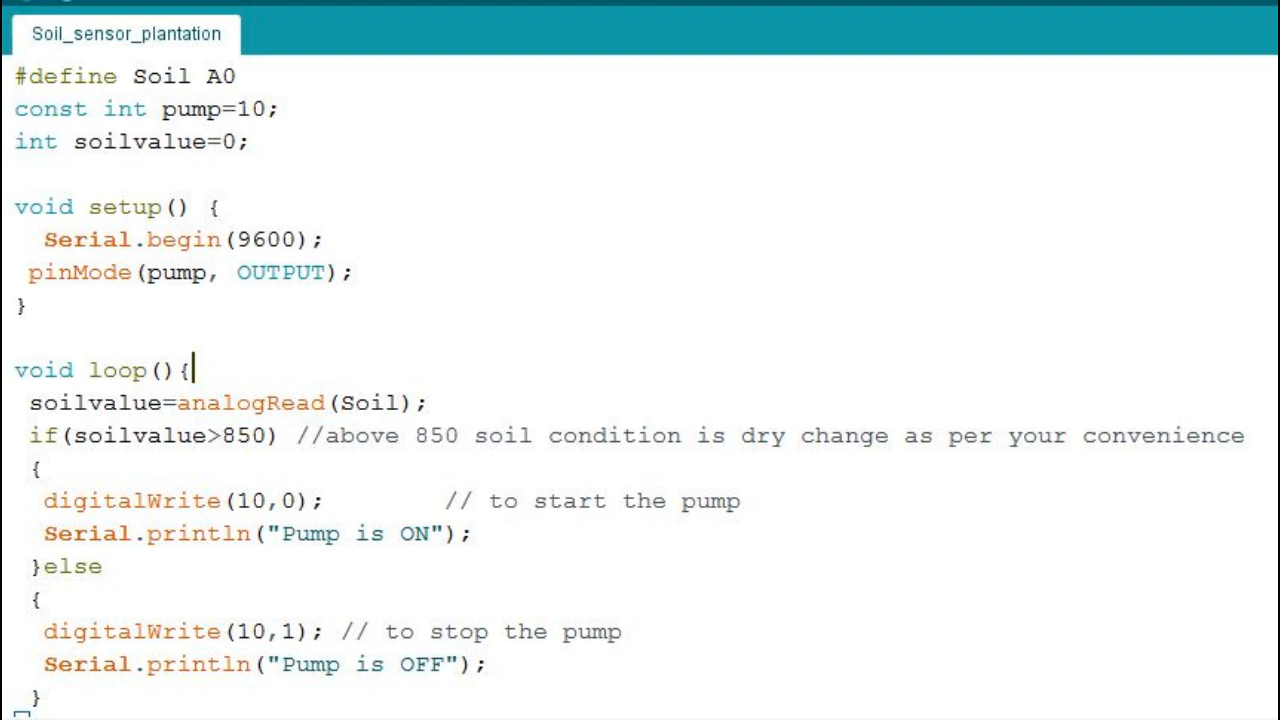 Soil_sensor_plantation
#define Soil A0
const int pump=10;
int soilvalue=0;
void setup() {
Serial.begin(9600);
pinMode(pump, OUTPUT);
}
void loop(){
soilvalue=analogRead(Soil);
if(soilvalue>850) //above 850 soil condition is dry change as per your convenience
{
digitalWrite(10,0); // to start the pump
Serial.println("Pump is ON");
}else
{
digitalWrite(10,1); // to stop the pump
Serial.println("Pump is OFF");
}